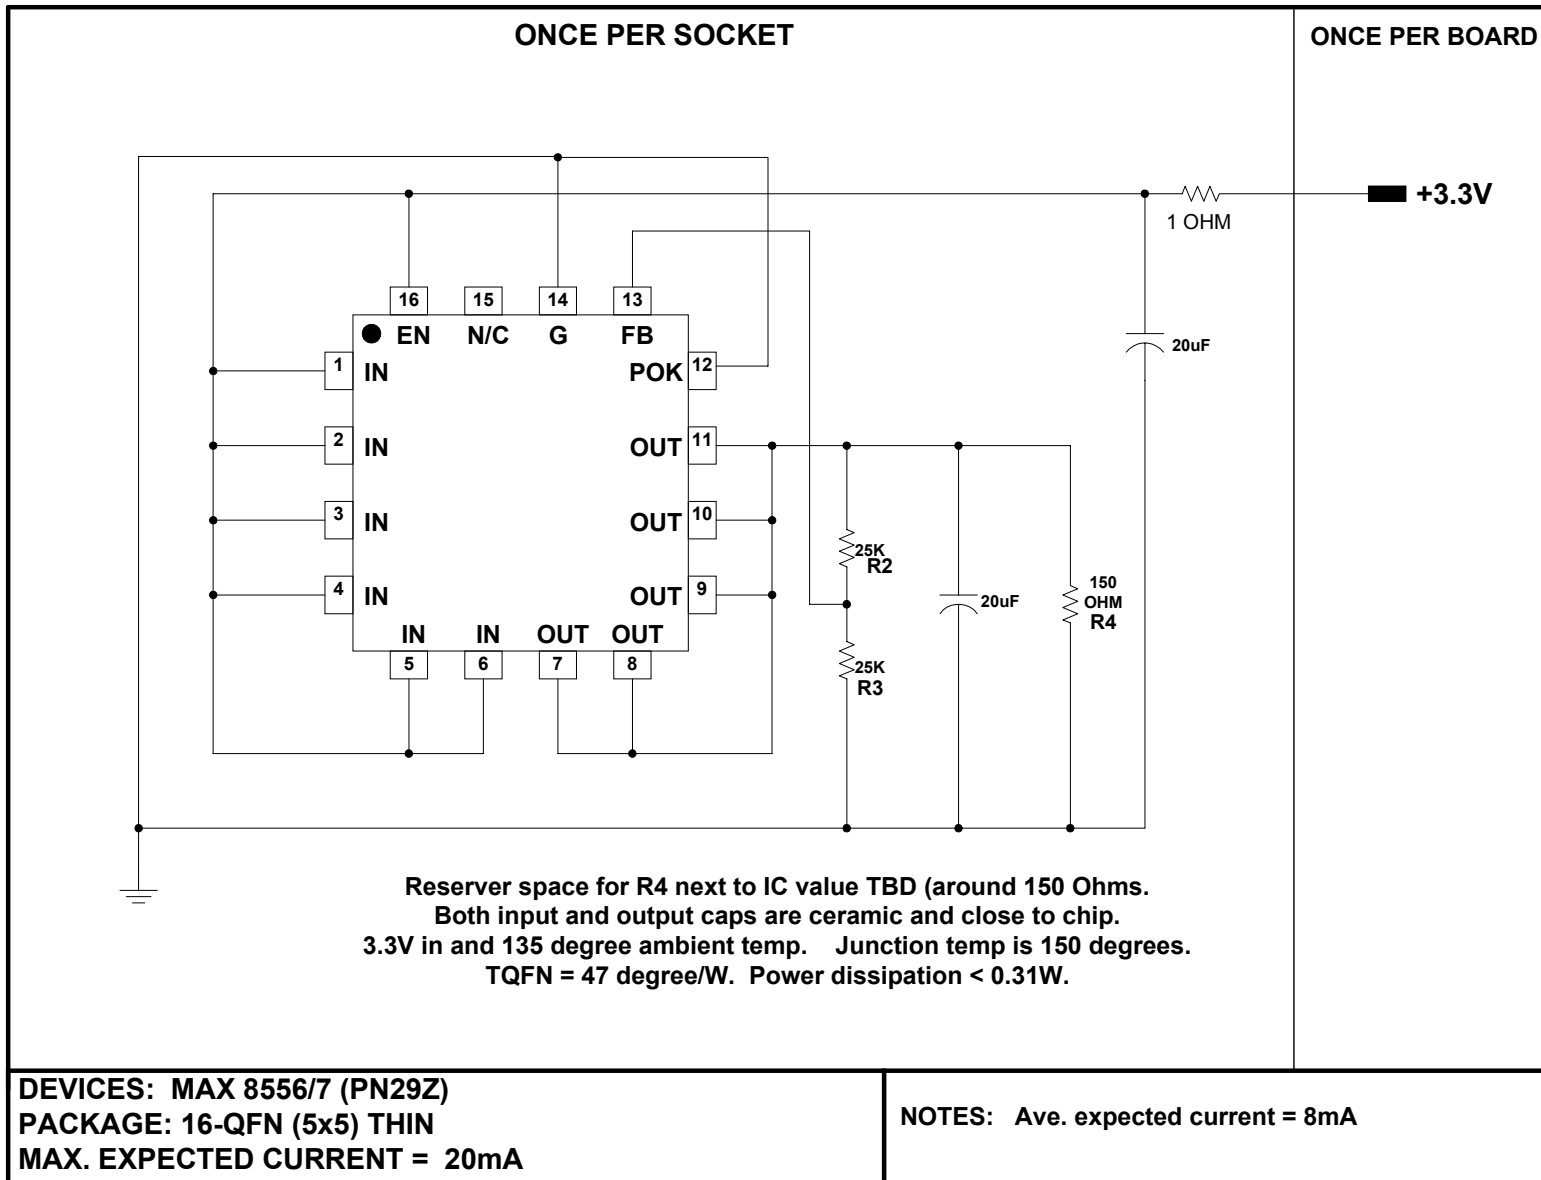 ONCE PER SOCKET
ONCE PER BOARD
+3.3V
1 OHM
16
15
14
13
EN
N/C
G
FB
20uF
1
IN
POK
12
2
IN
OUT
11
3
IN
OUT
10
25K
R2
4
IN
OUT
9
20uF
150
OHM
R4
IN
IN
OUT
OUT
5
6
7
8
25K
R3
Reserver space for R4 next to IC value TBD (around 150 Ohms.
Both input and output caps are ceramic and close to chip.
3.3V in and 135 degree ambient temp. Junction temp is 150 degrees.
TQFN = 47 degree/W. Power dissipation < 0.31W.
DEVICES: MAX 8556/7 (PN29Z)
PACKAGE: 16-QFN (5x5) THIN
MAX. EXPECTED CURRENT = 20mA
NOTES: Ave. expected current = 8mA